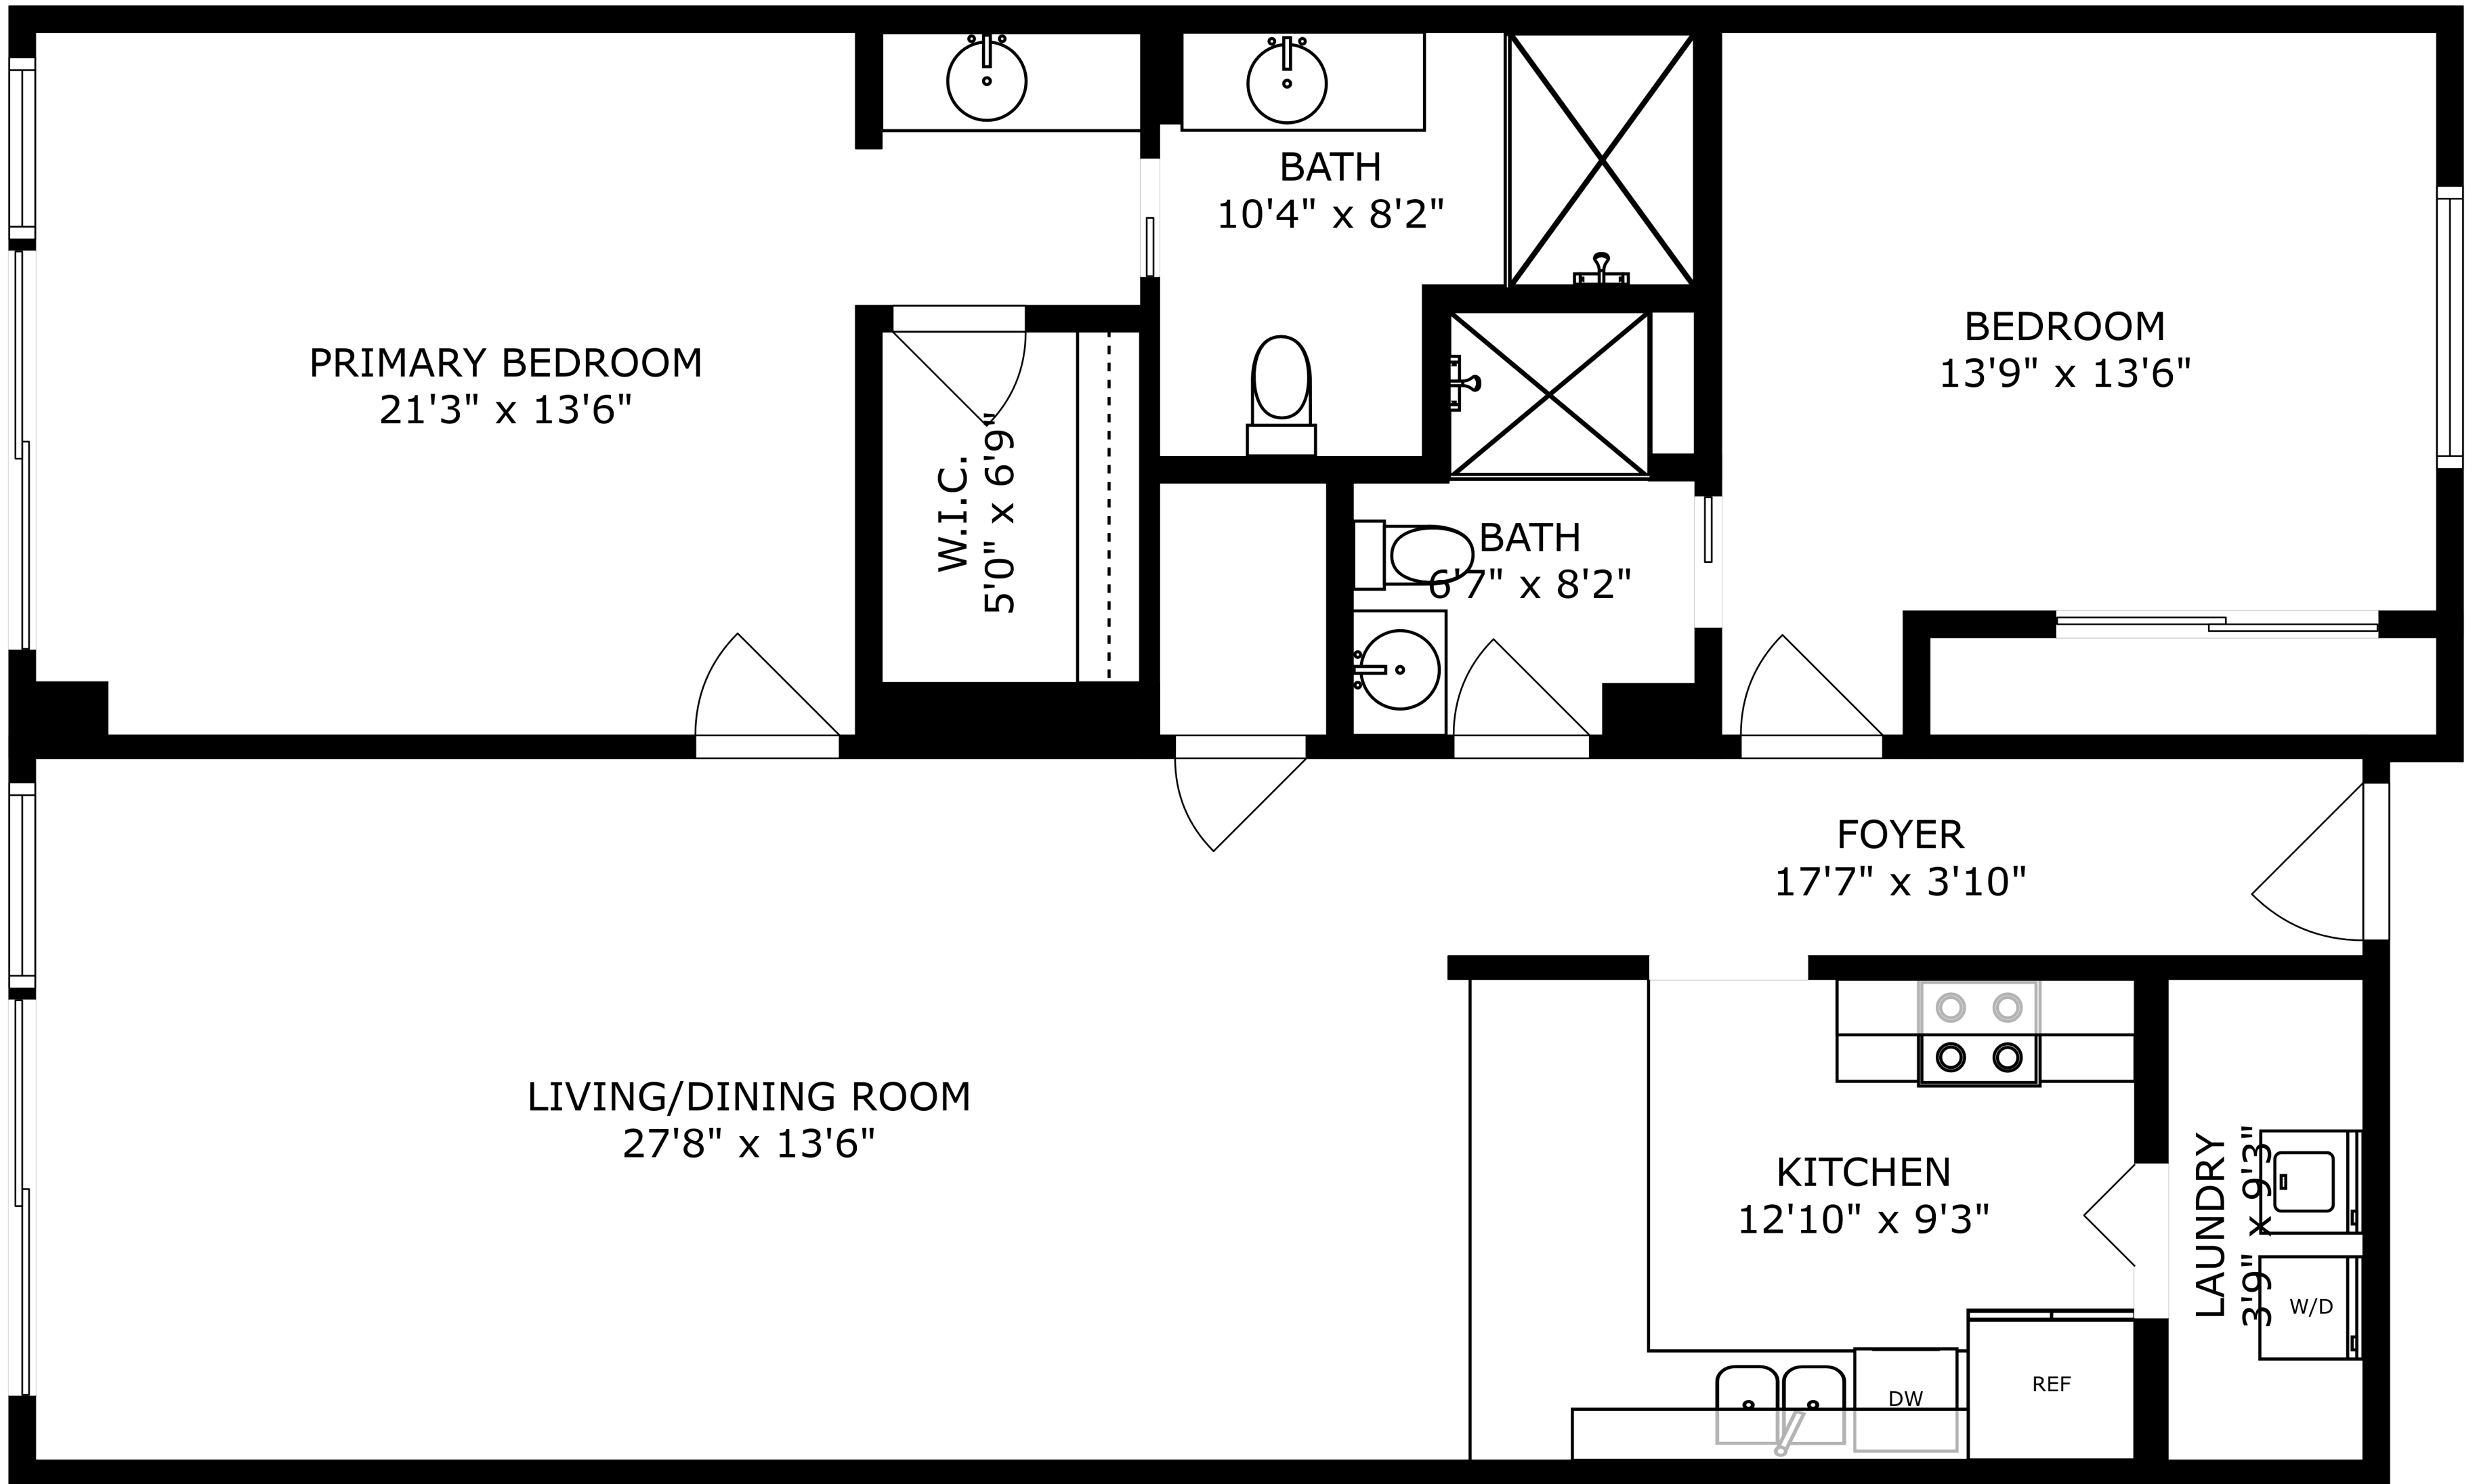 BATH
10'4" x 8'2"
PRIMARY BEDROOM
21'3" x 13'6"
BEDROOM
13'9" x 13'6"
W.I.C.
5'0" x 6'9"
BATH
6'7" x 8'2"
FOYER
17'7" x 3'10"
LIVING/DINING ROOM
27'8" x 13'6"
KITCHEN
12'10" x 9'3"
LAUNDRY
3'9" x 9'3"
W/D
REF
DW